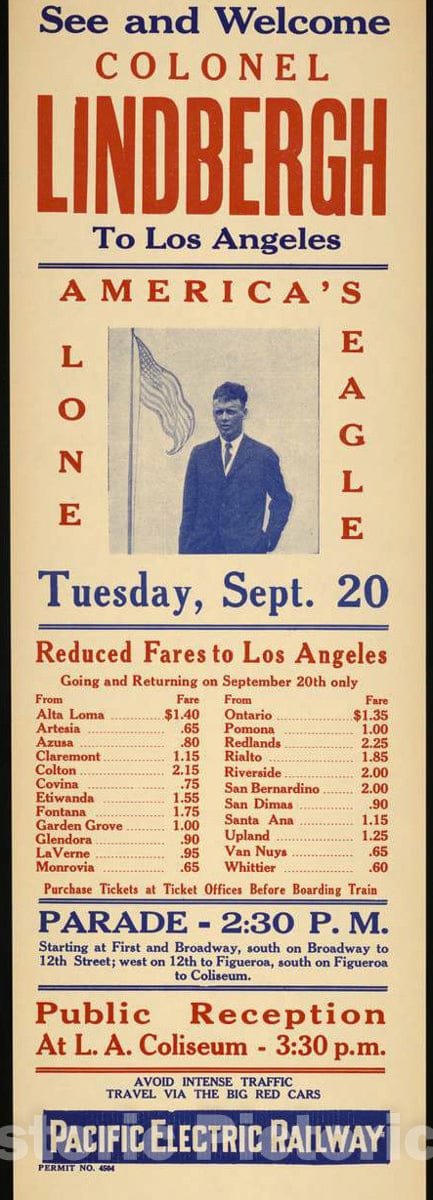 See and Welcome
COLONEL
LINDBERGH
To Los Angeles
AMERICA'S
LONE
EAGLE
Tuesday, Sept. 20
Reduced Fares to Los Angeles
Going and Returning on September 20th only
From Fare
Alta Loma $1.40
Artesia .65
Azusa .80
Claremont 1.15
Colton 2.15
Covina .75
Etiwanda 1.55
Fontana 1.75
Garden Grove 1.00
Glendora .90
LaVerne .95
Monrovia .65
From Fare
Ontario $1.35
Pomona 1.00
Redlands 2.25
Rialto 1.85
Riverside 2.00
San Bernardino 2.00
San Dimas .90
Santa Ana 1.15
Upland 1.25
Van Nuys .65
Whittier .60
Purchase Tickets at Ticket Offices Before Boarding Train
PARADE - 2:30 P. M.
Starting at First and Broadway, south on Broadway to
12th Street; west on 12th to Figueroa, south on Figueroa
to Coliseum.
Public Reception
At L. A. Coliseum - 3:30 p.m.
AVOID INTENSE TRAFFIC
TRAVEL VIA THE BIG RED CARS
PACIFIC ELECTRIC RAILWAY
PERMIT NO. 4504